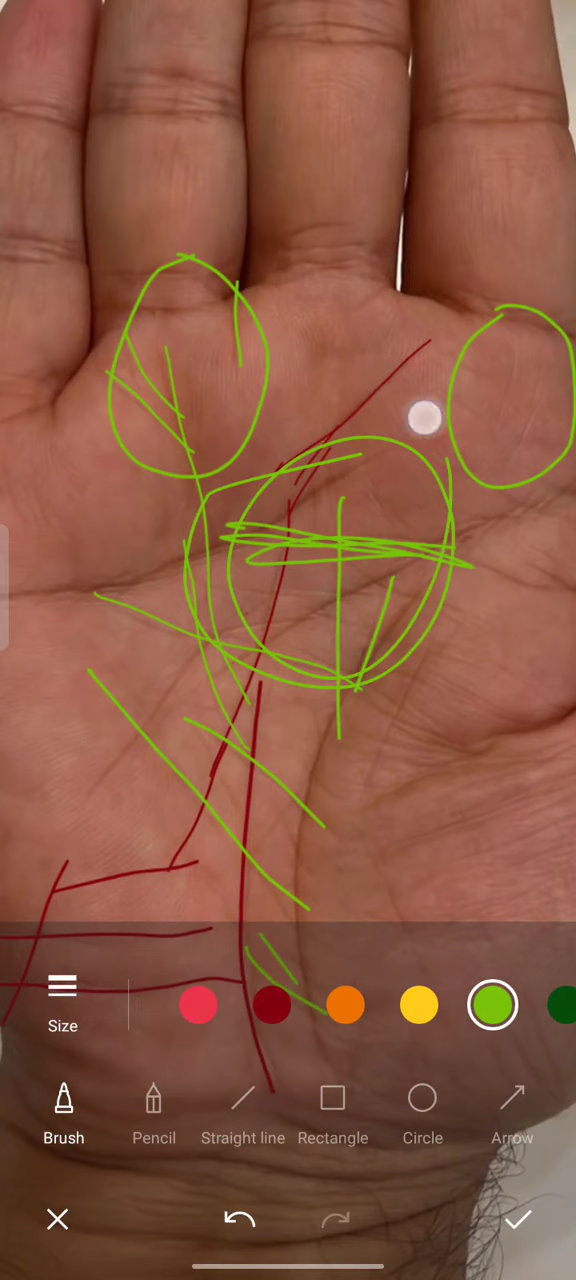 Size
Brush
Pencil
Straight line
Rectangle
Circle
Arrow